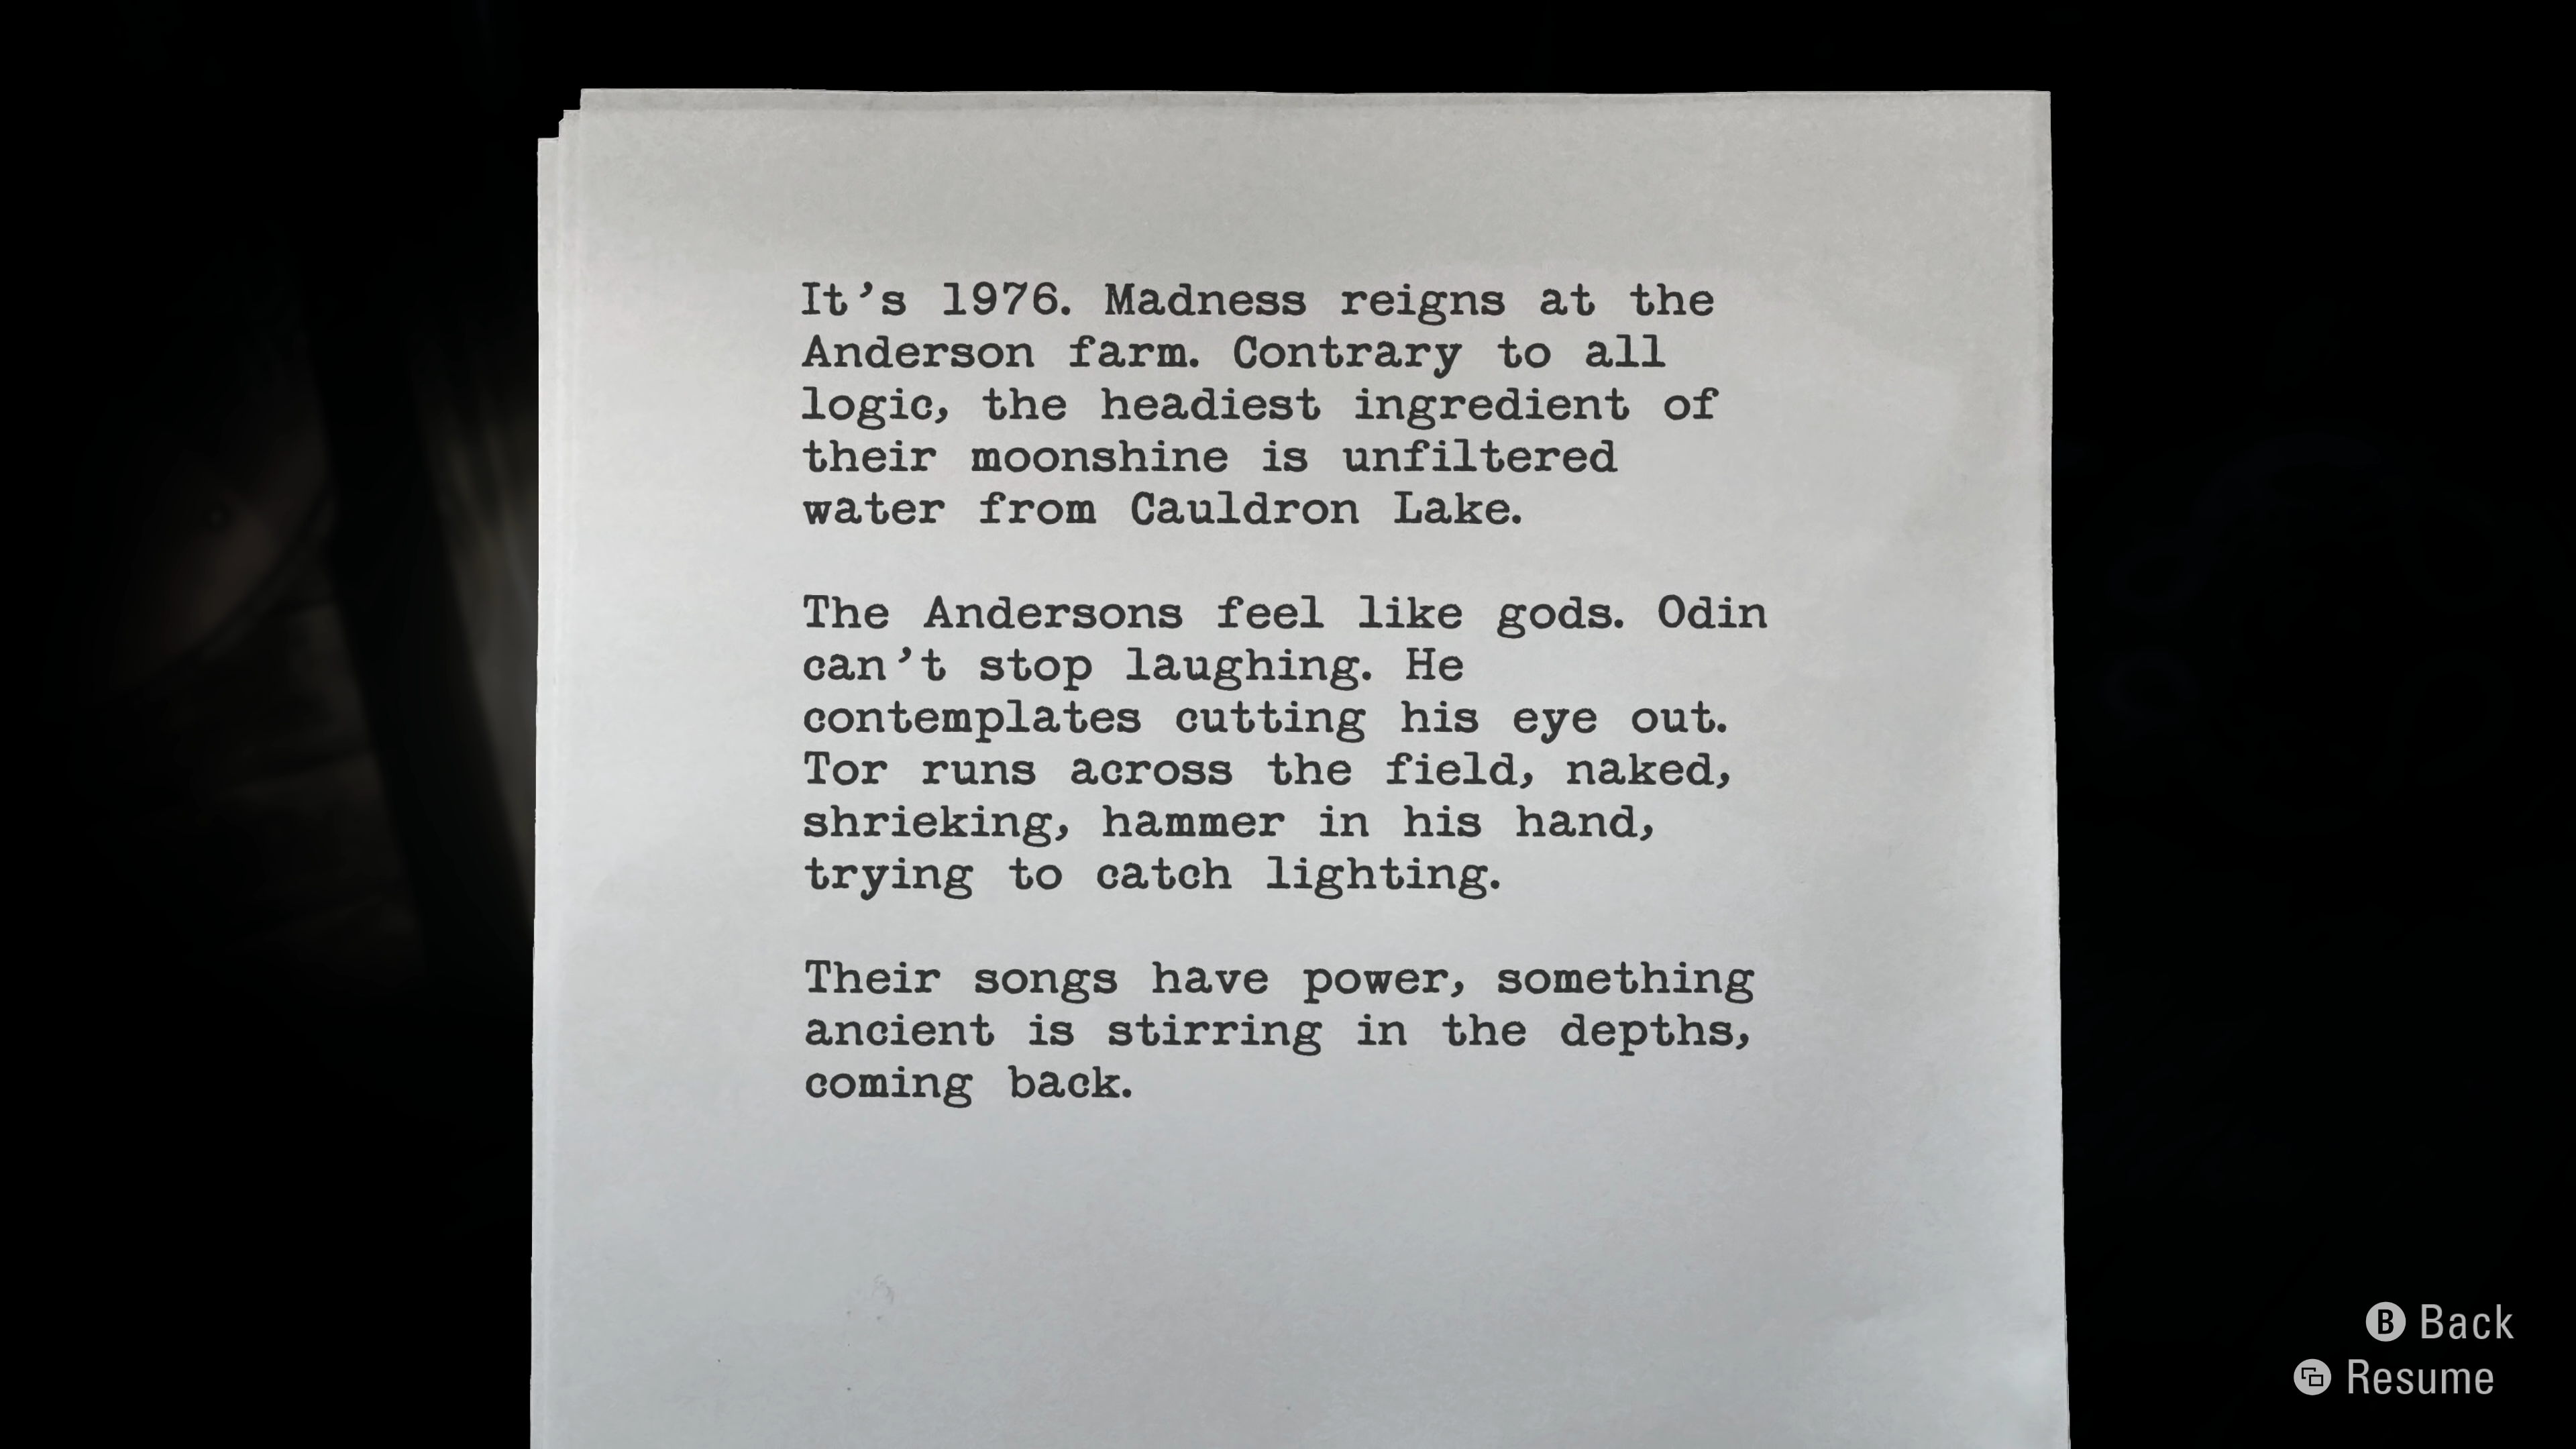 It’s 1976. Madness reigns at the
Anderson farm. Contrary to all
logic, the headiest ingredient of
their moonshine is unfiltered
water from Cauldron Lake.
The Andersons feel like gods. Odin
can’t stop laughing. He
contemplates cutting his eye out.
Tor runs across the field, naked,
shrieking, hammer in his hand,
trying to catch lighting.
Their songs have power, something
ancient is stirring in the depths,
coming back.
B Back
Resume